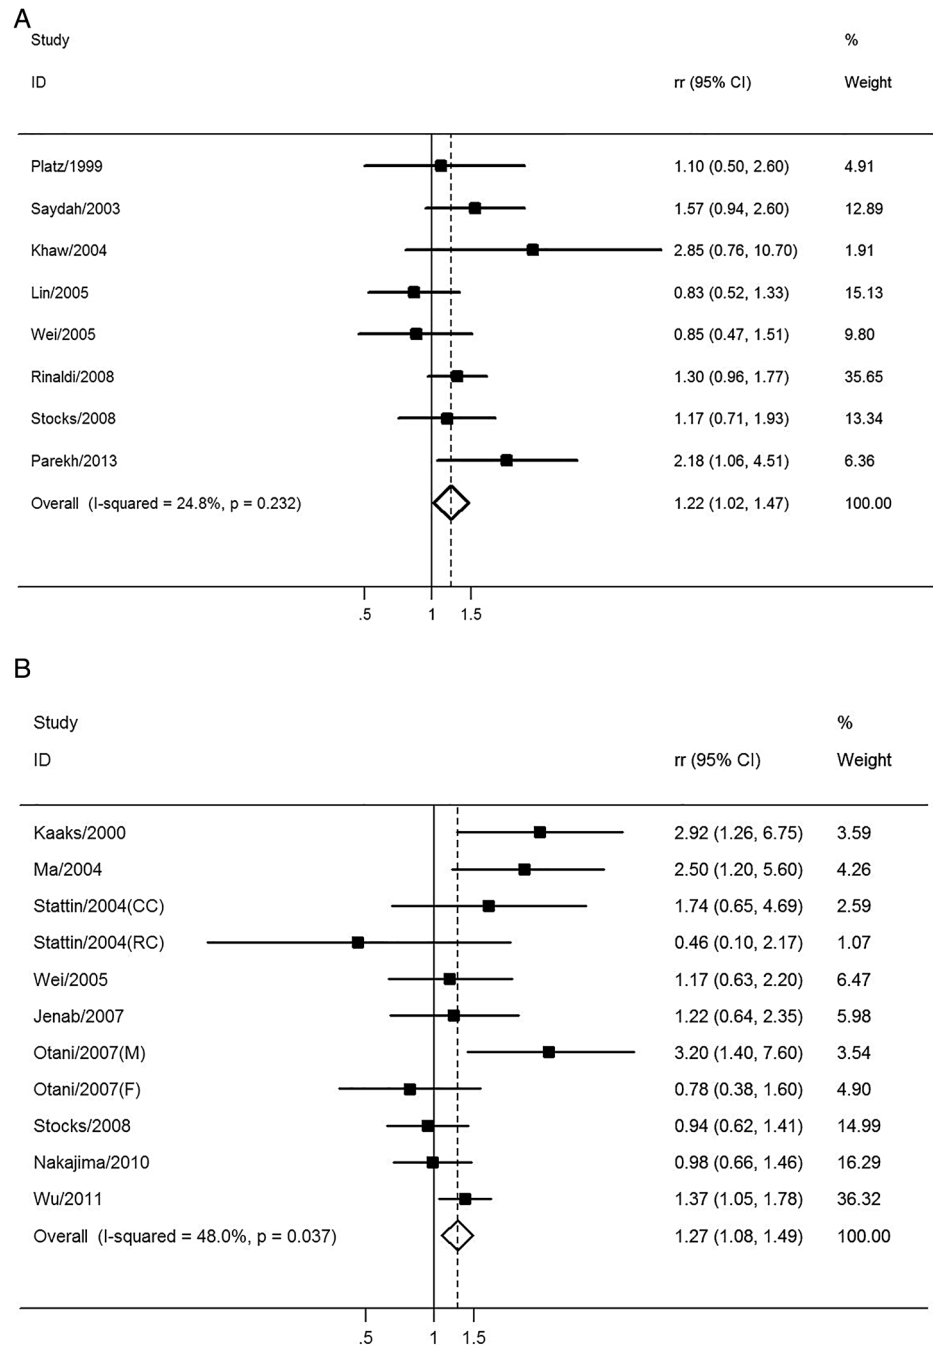 A
Study %
ID rr (95% CI) Weight
Platz/1999 1.10 (0.50, 2.60) 4.91
Saydah/2003 1.57 (0.94, 2.60) 12.89
Khaw/2004 2.85 (0.76, 10.70) 1.91
Lin/2005 0.83 (0.52, 1.33) 15.13
Wei/2005 0.85 (0.47, 1.51) 9.80
Rinaldi/2008 1.30 (0.96, 1.77) 35.65
Stocks/2008 1.17 (0.71, 1.93) 13.34
Parekh/2013 2.18 (1.06, 4.51) 6.36
Overall (I-squared = 24.8%, p = 0.232) 1.22 (1.02, 1.47) 100.00
.5 1 1.5
B
Study %
ID rr (95% CI) Weight
Kaaks/2000 2.92 (1.26, 6.75) 3.59
Ma/2004 2.50 (1.20, 5.60) 4.26
Stattin/2004(CC) 1.74 (0.65, 4.69) 2.59
Stattin/2004(RC) 0.46 (0.10, 2.17) 1.07
Wei/2005 1.17 (0.63, 2.20) 6.47
Jenab/2007 1.22 (0.64, 2.35) 5.98
Otani/2007(M) 3.20 (1.40, 7.60) 3.54
Otani/2007(F) 0.78 (0.38, 1.60) 4.90
Stocks/2008 0.94 (0.62, 1.41) 14.99
Nakajima/2010 0.98 (0.66, 1.46) 16.29
Wu/2011 1.37 (1.05, 1.78) 36.32
Overall (I-squared = 48.0%, p = 0.037) 1.27 (1.08, 1.49) 100.00
.5 1 1.5